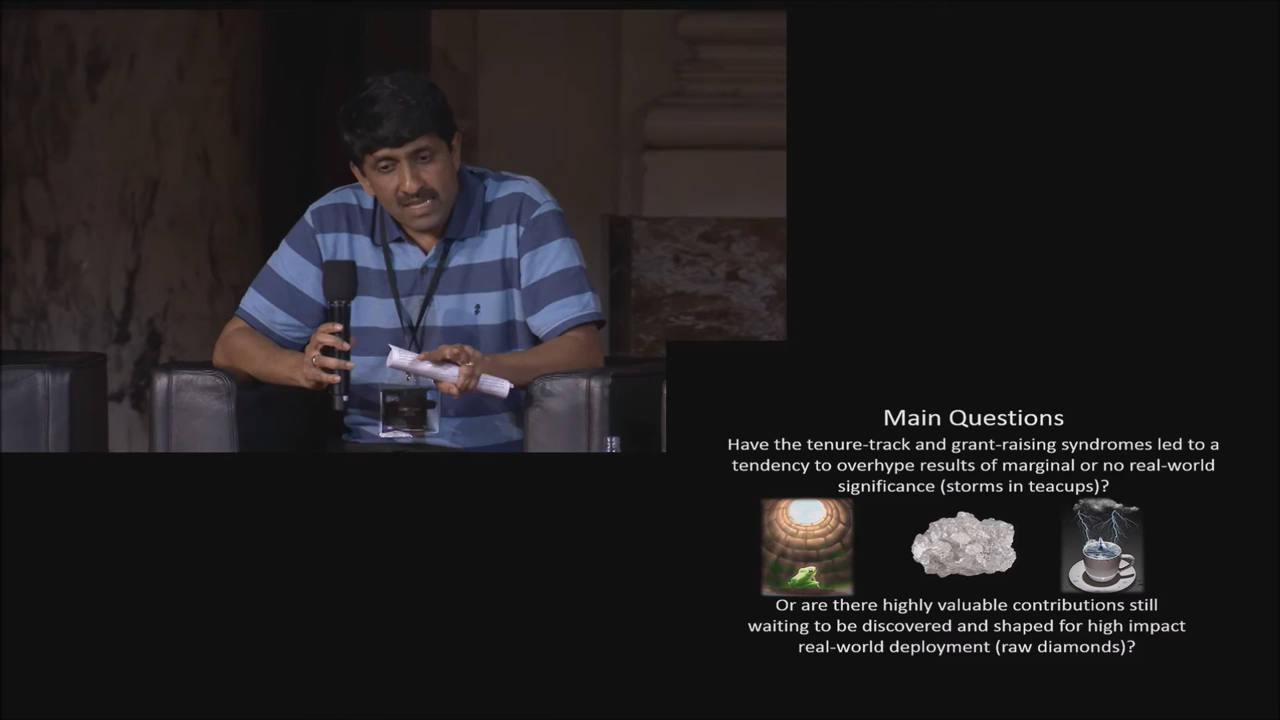 Main Questions
Have the tenure-track and grant-raising syndromes led to a
tendency to overhype results of marginal or no real-world
significance (storms in teacups)?
Or are there highly valuable contributions still
waiting to be discovered and shaped for high impact
real-world deployment (raw diamonds)?